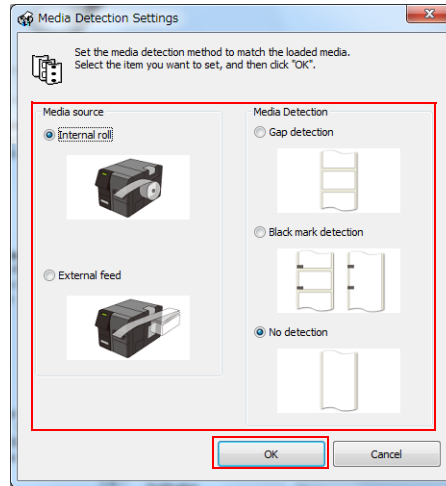 Media Detection Settings
Set the media detection method to match the loaded media.
Select the item you want to set, and then click "OK".
Media source
Internal roll
External feed
Media Detection
Gap detection
Black mark detection
No detection
OK
Cancel